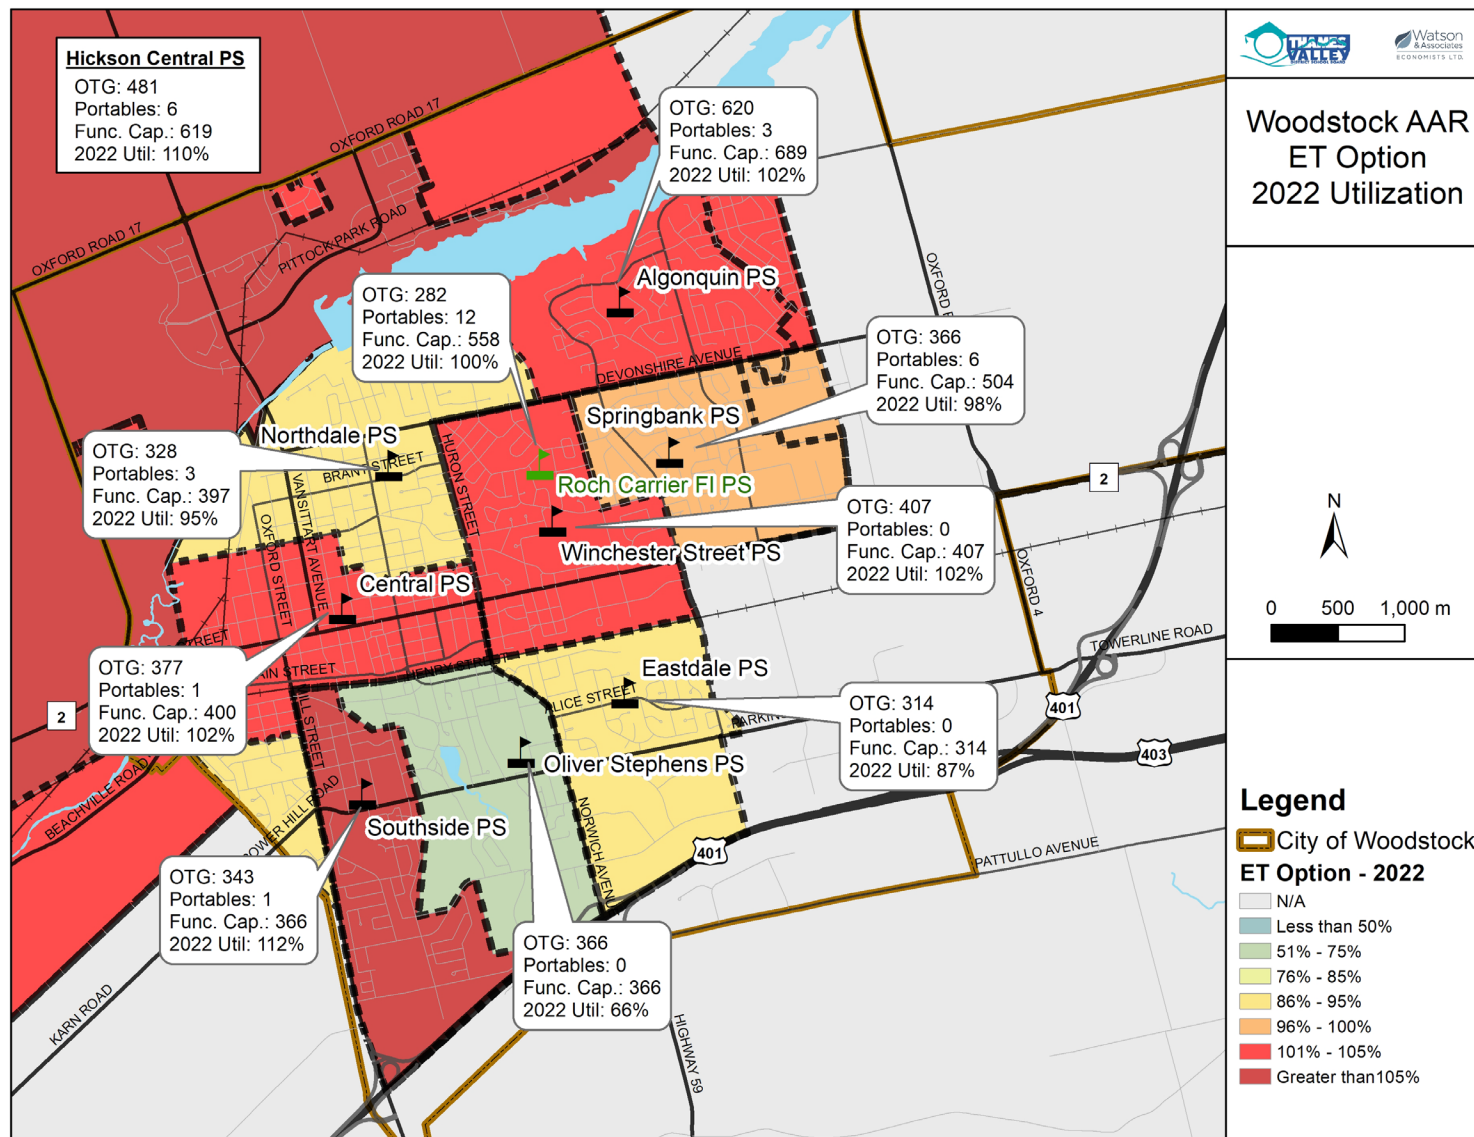 Hickson Central PS
OTG: 481
Portables: 6
Func. Cap.: 619
2022 Util: 110%
OTG: 620
Portables: 3
Func. Cap.: 689
2022 Util: 102%
THAMES
VALLEY
DISTRICT SCHOOL BOARD
Watson
& Associates
ECONOMISTS LTD.
Woodstock AAR
ET Option
2022 Utilization
OXFORD ROAD 17
OXFORD ROAD 17
PITTOCK PARK ROAD
Algonquin PS
OTG: 282
Portables: 12
Func. Cap.: 558
2022 Util: 100%
DEVONSHIRE AVENUE
OTG: 366
Portables: 6
Func. Cap.: 504
2022 Util: 98%
Springbank PS
Northdale PS
BRANT STREET
HURON STREET
OTG: 328
Portables: 3
Func. Cap.: 397
2022 Util: 95%
VANSITTART AVENUE
OXFORD STREET
Roch Carrier FI PS
Winchester Street PS
OTG: 407
Portables: 0
Func. Cap.: 407
2022 Util: 102%
2
OXFORD 4
TOWERLINE ROAD
N
0 500 1,000 m
Central PS
OTG: 377
Portables: 1
Func. Cap.: 400
2022 Util: 102%
2
Eastdale PS
ALICE STREET
OTG: 314
Portables: 0
Func. Cap.: 314
2022 Util: 87%
401
403
Oliver Stephens PS
Southside PS
BEACHVILLE ROAD
NORWICH AVENUE
401
PATTULLO AVENUE
OTG: 343
Portables: 1
Func. Cap.: 366
2022 Util: 112%
OTG: 366
Portables: 0
Func. Cap.: 366
2022 Util: 66%
KARN ROAD
HIGHWAY 59
Legend
City of Woodstock
ET Option - 2022
N/A
Less than 50%
51% - 75%
76% - 85%
86% - 95%
96% - 100%
101% - 105%
Greater than105%